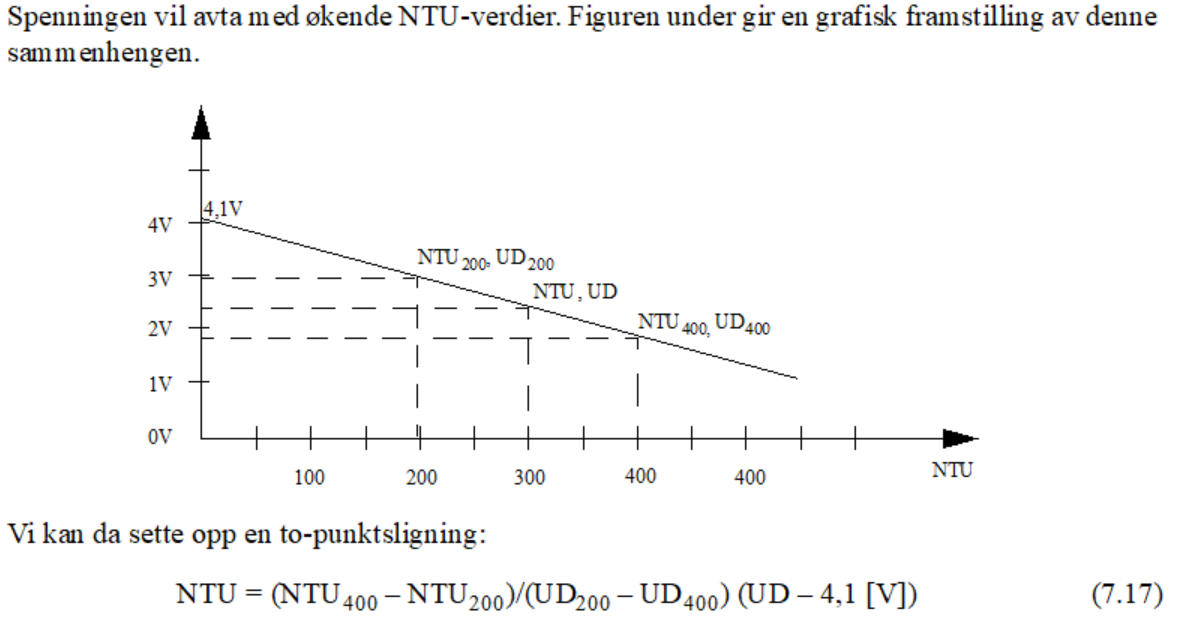 Spenningen vil avta med økende NTU-verdier. Figuren under gir en grafisk framstilling av denne
sammenhengen.
4,1V
4V
NTU200, UD200
3V
NTU, UD
NTU400, UD400
2V
1V
0V
100 200 300 400 400 NTU
Vi kan da sette opp en to-punktsligning:
NTU = (NTU400 – NTU200)/(UD200 – UD400) (UD – 4,1 [V]) (7.17)